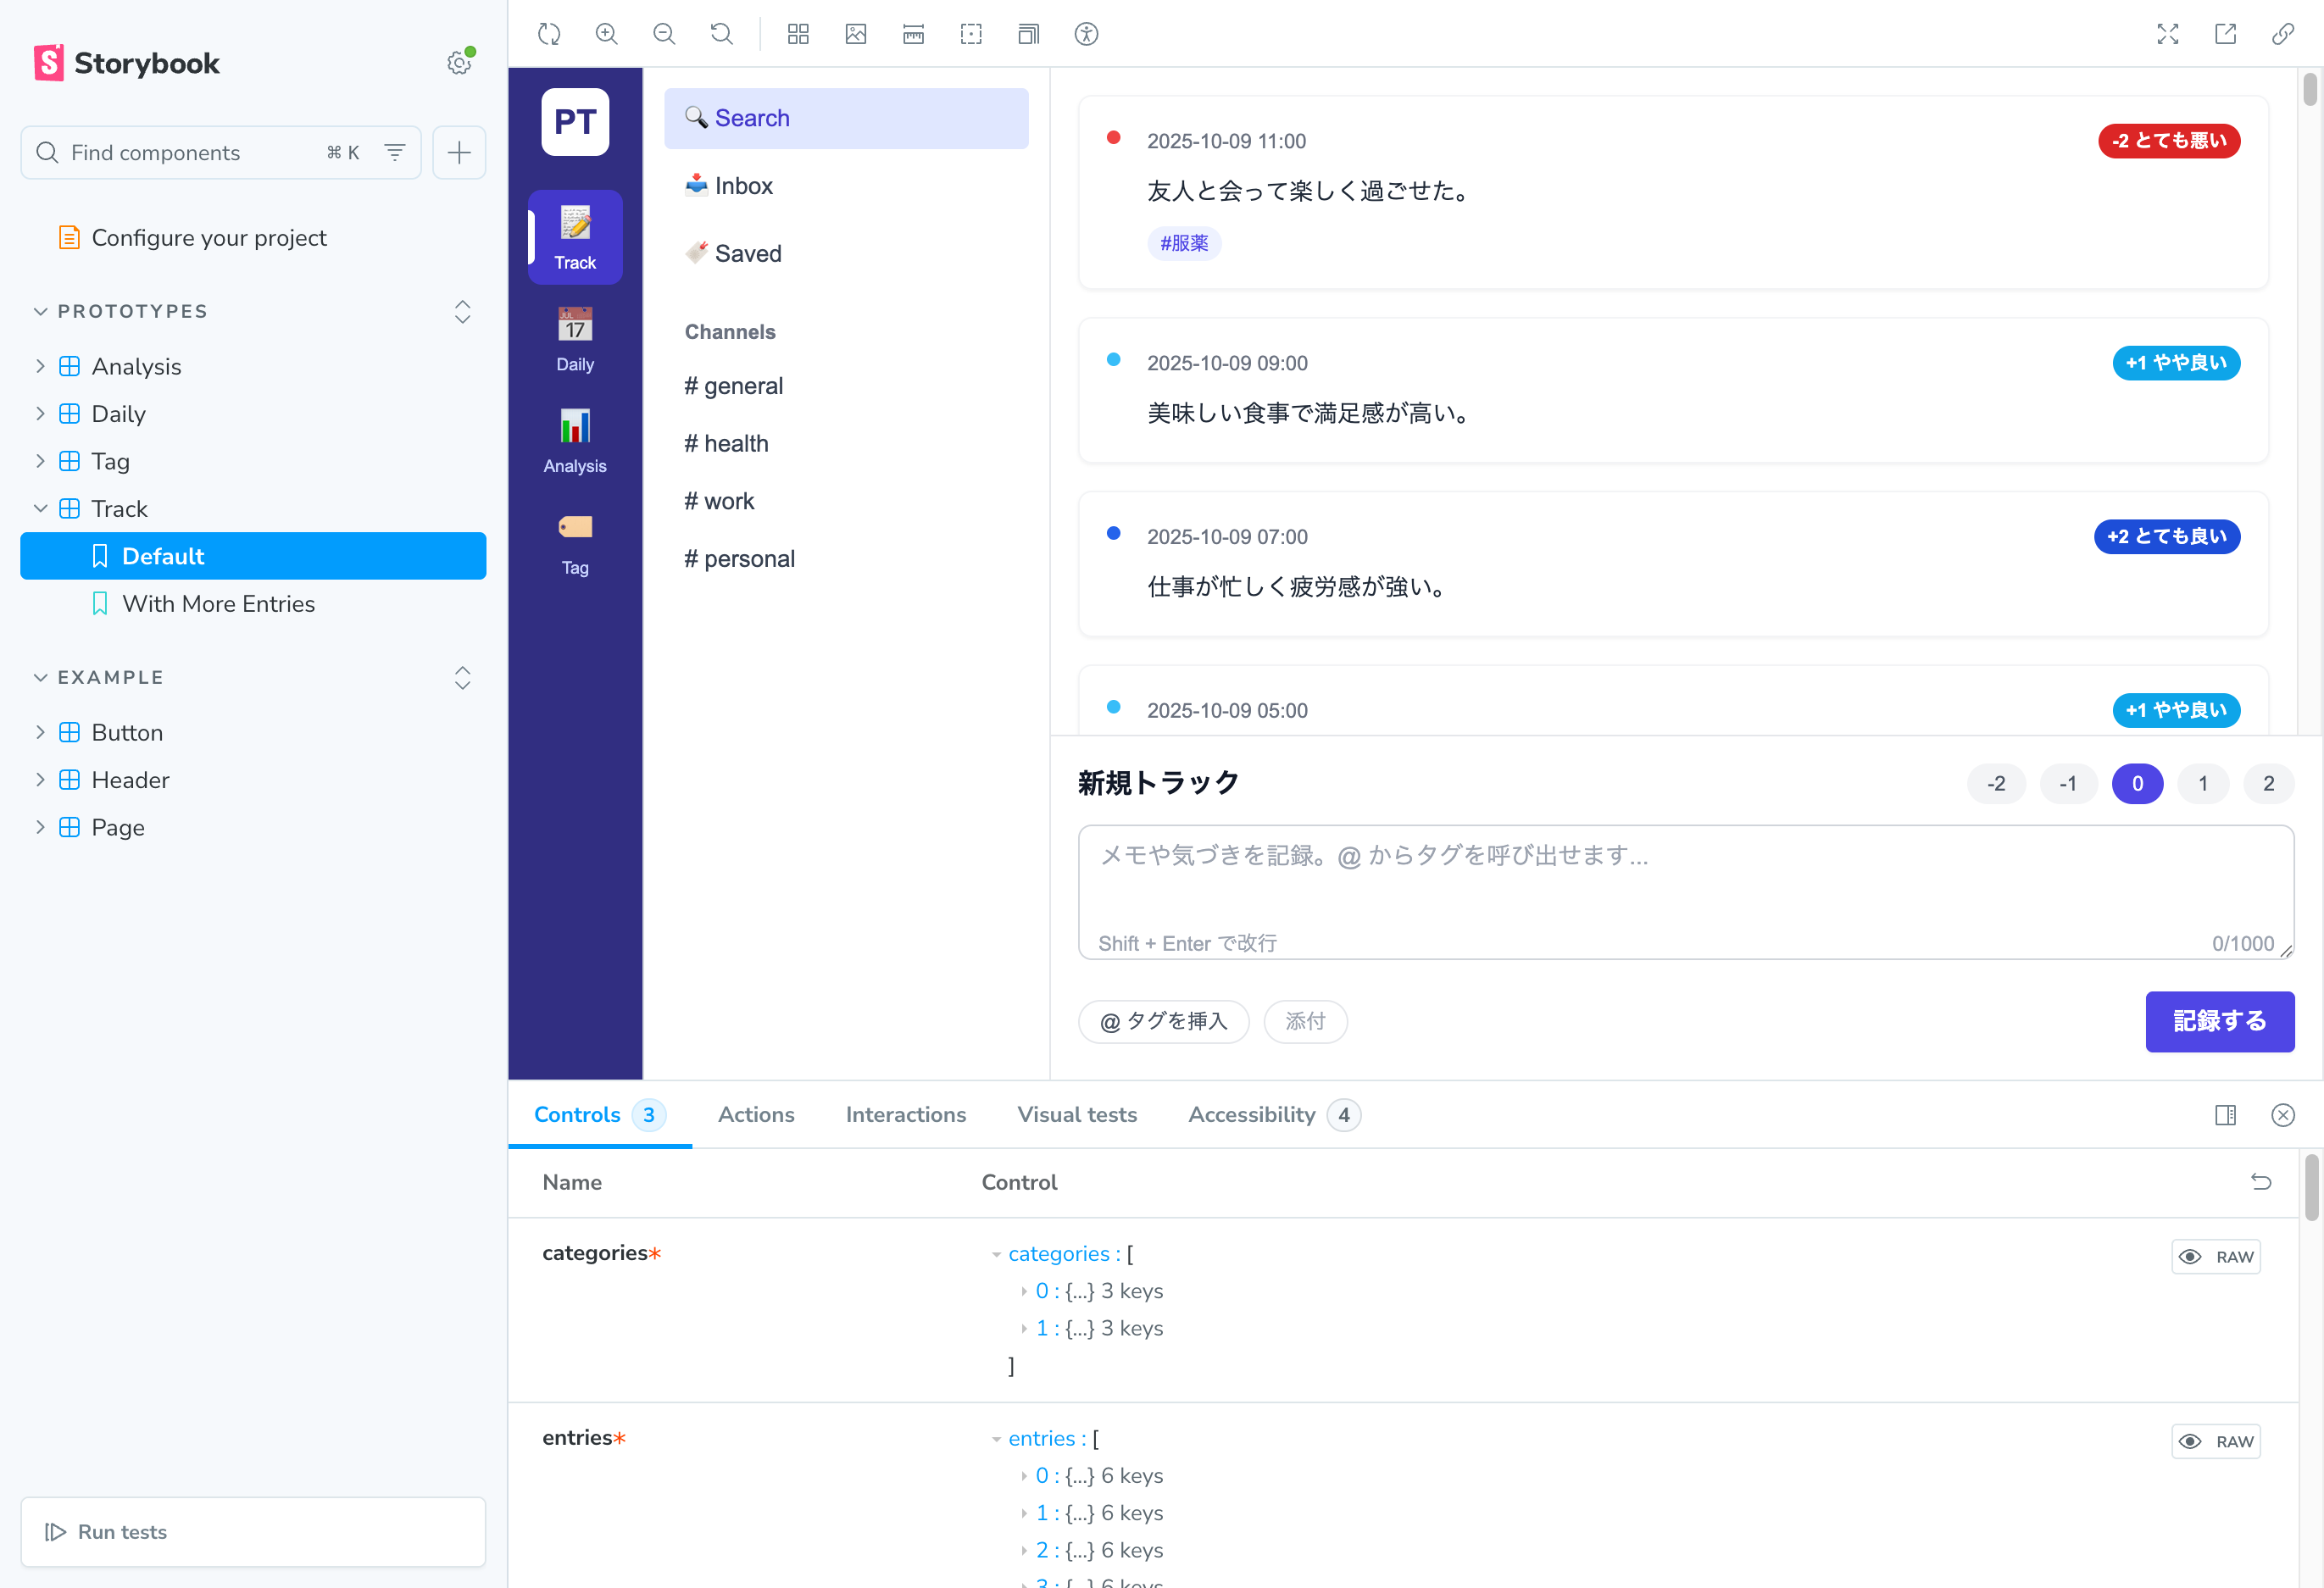 Storybook
Find components
⌘ K
Configure your project
PROTOTYPES
Analysis
Daily
Tag
Track
Default
With More Entries
EXAMPLE
Button
Header
Page
Run tests
PT
Track
JUL
17
Daily
Analysis
Tag
Search
Inbox
Saved
Channels
# general
# health
# work
# personal
2025-10-09 11:00
-2 とても悪い
友人と会って楽しく過ごせた。
#服薬
2025-10-09 09:00
+1 やや良い
美味しい食事で満足感が高い。
2025-10-09 07:00
+2 とても良い
仕事が忙しく疲労感が強い。
2025-10-09 05:00
+1 やや良い
新規トラック
-2
-1
0
1
2
メモや気づきを記録。@ からタグを呼び出せます...
Shift + Enter で改行
0/1000
@ タグを挿入
添付
記録する
Controls 3
Actions
Interactions
Visual tests
Accessibility 4
Name
Control
categories*
categories : [
0 : {...} 3 keys
1 : {...} 3 keys
]
RAW
entries*
entries : [
0 : {...} 6 keys
1 : {...} 6 keys
2 : {...} 6 keys
3 : {...} 6 keys
RAW